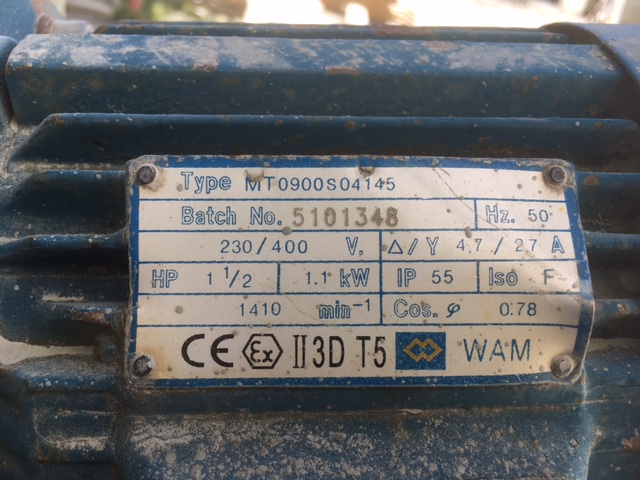 Type MT0900S04145
Batch No. 5101348 Hz. 50
230/400 V. Δ/Y 4.7/2.7 A
HP 1 1/2 1.1 kW IP 55 Iso F
1410 min-1 Cos. φ 0.78
CE Ex II 3D T5 WAM